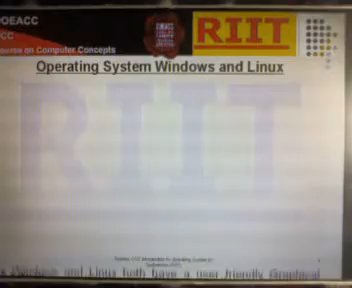 DOEACC
CC
Course on Computer Concepts
RIIT
Operating System Windows and Linux
RIIT
Windows and Linux both have a user friendly Graphical